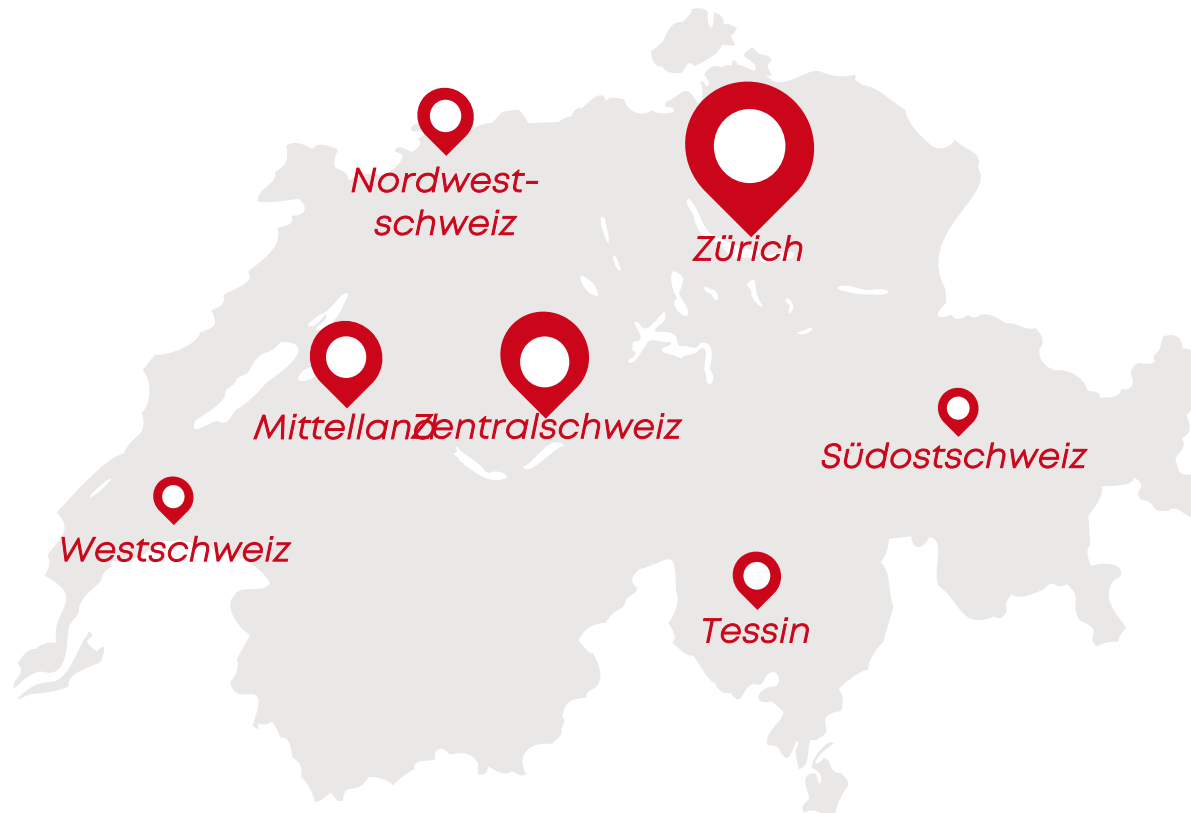 Nordwest-
schweiz
Zürich
Mittelland
Zentralschweiz
Südostschweiz
Westschweiz
Tessin